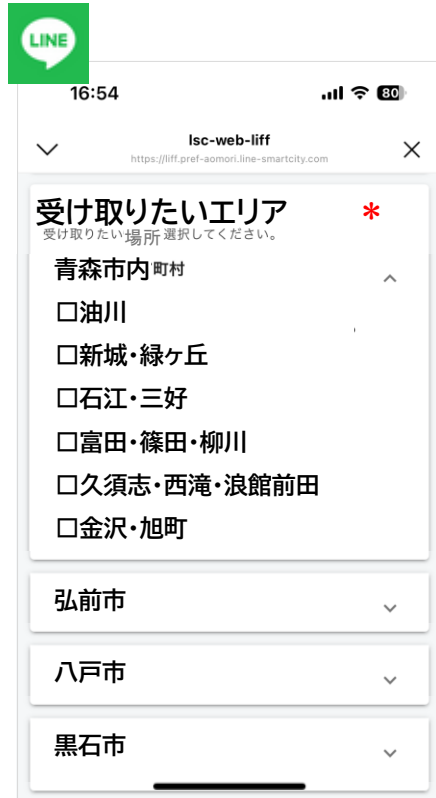 LINE
16:54 80
lsc-web-liff
https://liff.pref-aomori.line-smartcity.com
受け取りたいエリア *
受け取りたい場所選択してください。
青森市内町村
□油川
□新城・緑ヶ丘
□石江・三好
□富田・篠田・柳川
□久須志・西滝・浪館前田
□金沢・旭町
弘前市
八戸市
黒石市